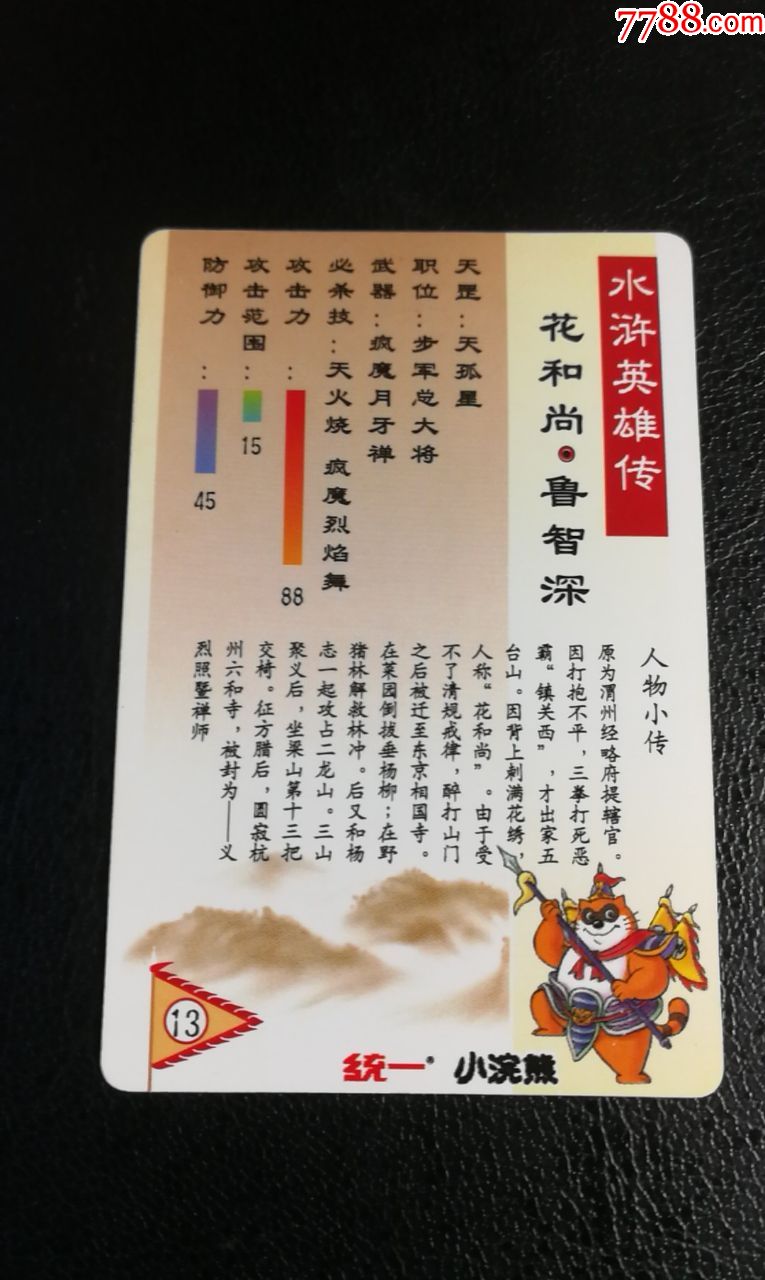 7788.com
水浒英雄传
花和尚·鲁智深
天罡：天孤星
职位：步军总大将
武器：疯魔月牙禅
必杀技：天火烧 疯魔烈焰舞
攻击力：88
攻击范围：15
防御力：45
人物小传
原为渭州经略府提辖官。
因打抱不平，三拳打死恶
霸“镇关西”，才出家五
台山。因背上刺满花绣，
人称“花和尚”。由于受
不了清规戒律，醉打山门
之后被迁至东京相国寺。
在菜园倒拔垂杨柳；在野
猪林解救林冲。后又和杨
志一起攻占二龙山。三山
聚义后，坐梁山第十三把
交椅。征方腊后，圆寂杭
州六和寺，被封为——义
烈照暨禅师
13
统一 小浣熊